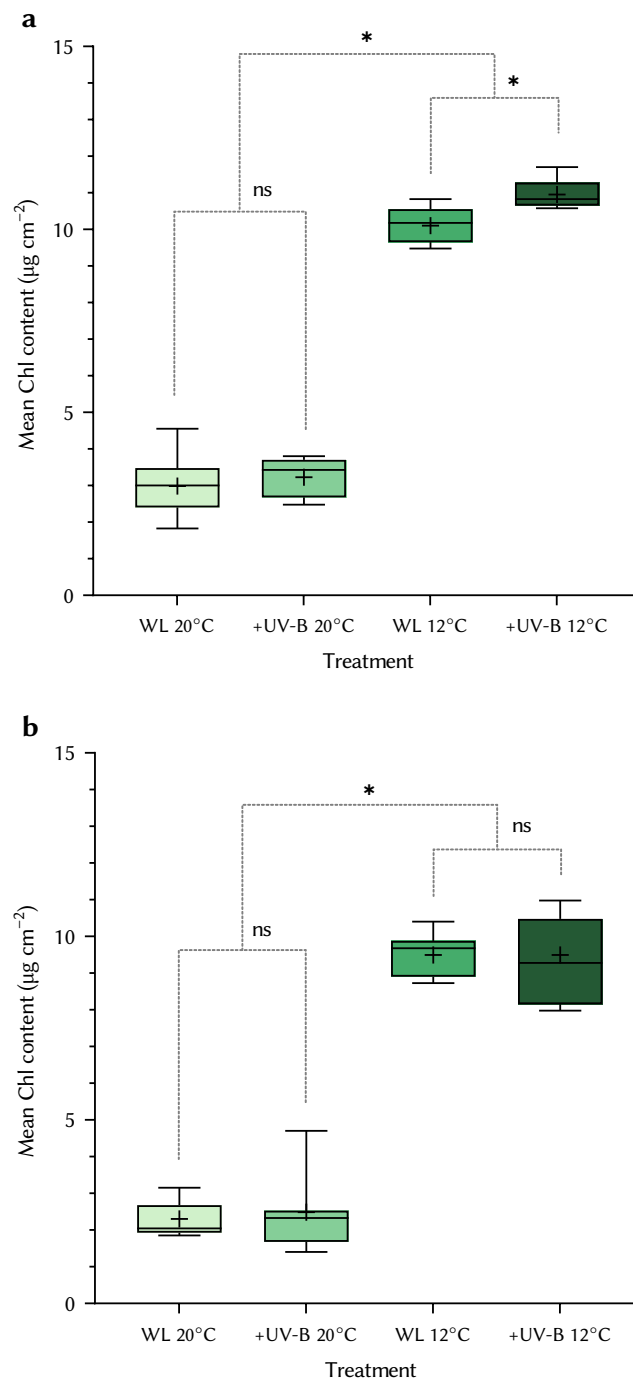 a
*
*
ns
15
10
5
0
Mean Chl content (μg cm⁻²)
WL 20°C +UV-B 20°C WL 12°C +UV-B 12°C
Treatment
b
*
ns
ns
15
10
5
0
Mean Chl content (μg cm⁻²)
WL 20°C +UV-B 20°C WL 12°C +UV-B 12°C
Treatment